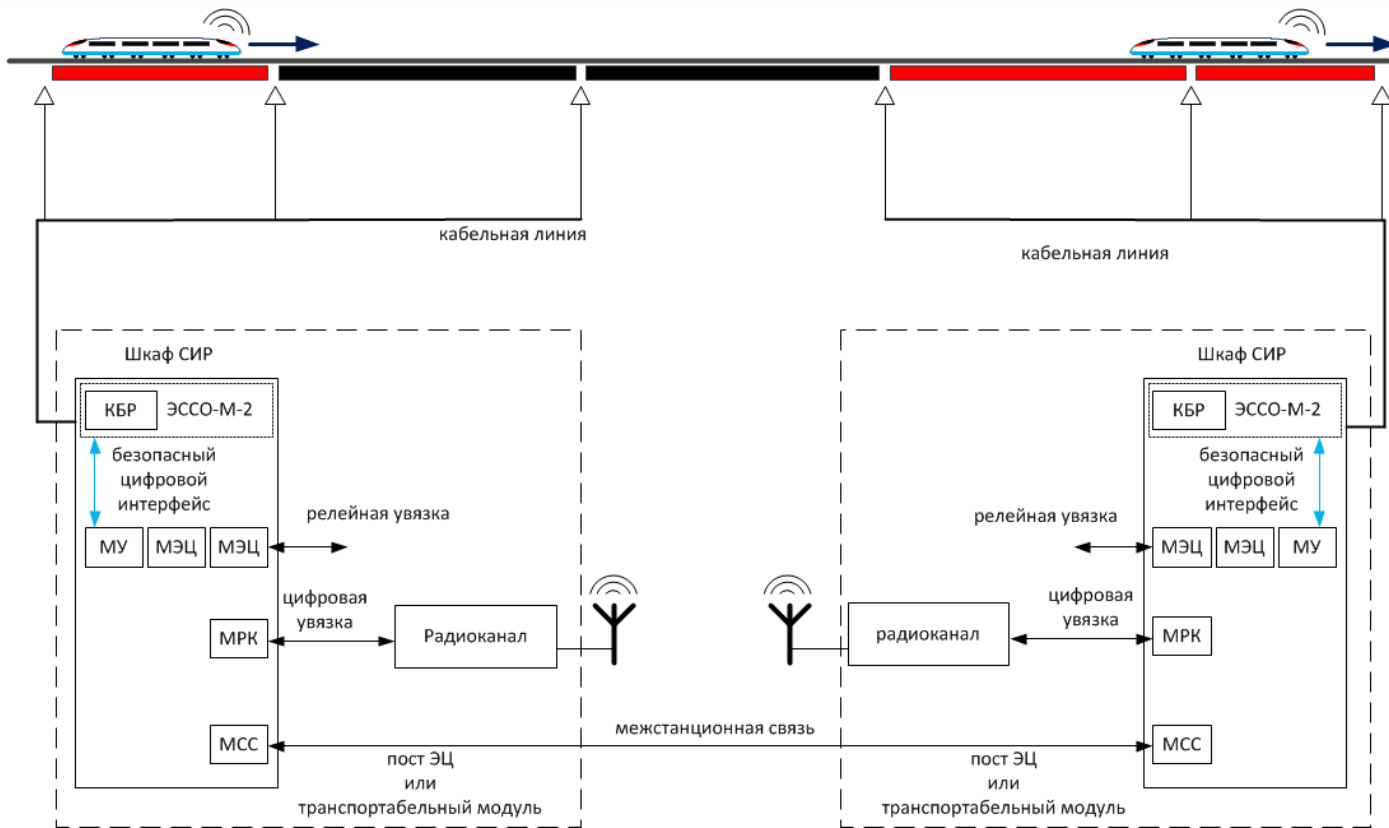 кабельная линия
кабельная линия
Шкаф СИР
КБР ЭССО-М-2
безопасный
цифровой
интерфейс
МУ МЭЦ МЭЦ
релейная увязка
цифровая
увязка
МРК
Радиоканал
МСС
межстанционная связь
пост ЭЦ
или
транспортабельный модуль
Шкаф СИР
КБР ЭССО-М-2
безопасный
цифровой
интерфейс
релейная увязка
МЭЦ МЭЦ МУ
цифровая
увязка
радиоканал
МРК
МСС
пост ЭЦ
или
транспортабельный модуль